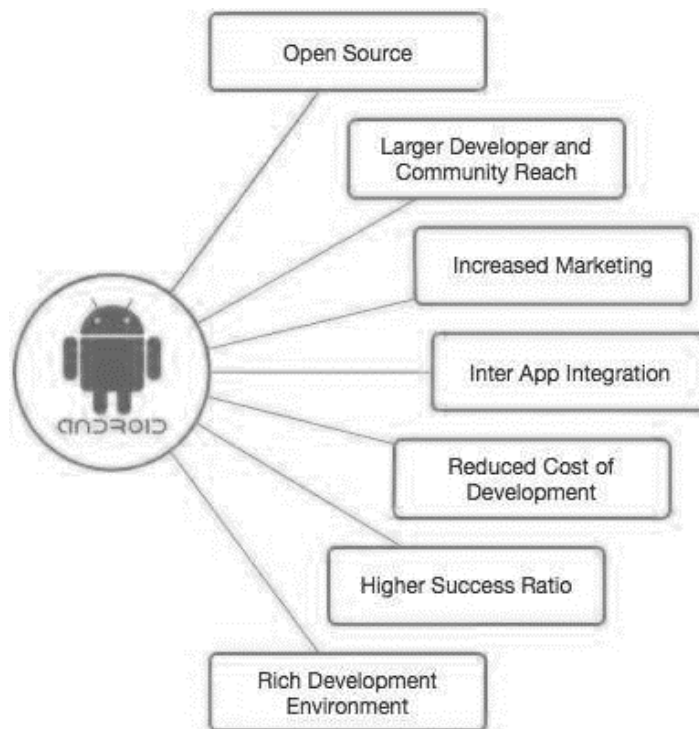 Open Source
Larger Developer and
Community Reach
Increased Marketing
Inter App Integration
ANDROID
Reduced Cost of
Development
Higher Success Ratio
Rich Development
Environment